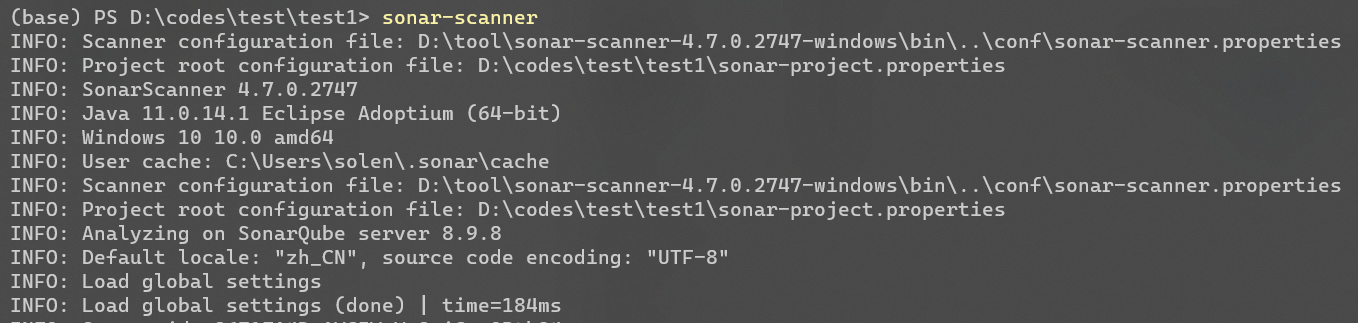 (base) PS D:\codes\test\test1> sonar-scanner
INFO: Scanner configuration file: D:\tool\sonar-scanner-4.7.0.2747-windows\bin\..\conf\sonar-scanner.properties
INFO: Project root configuration file: D:\codes\test\test1\sonar-project.properties
INFO: SonarScanner 4.7.0.2747
INFO: Java 11.0.14.1 Eclipse Adoptium (64-bit)
INFO: Windows 10 10.0 amd64
INFO: User cache: C:\Users\solen\.sonar\cache
INFO: Scanner configuration file: D:\tool\sonar-scanner-4.7.0.2747-windows\bin\..\conf\sonar-scanner.properties
INFO: Project root configuration file: D:\codes\test\test1\sonar-project.properties
INFO: Analyzing on SonarQube server 8.9.8
INFO: Default locale: "zh_CN", source code encoding: "UTF-8"
INFO: Load global settings
INFO: Load global settings (done) | time=184ms